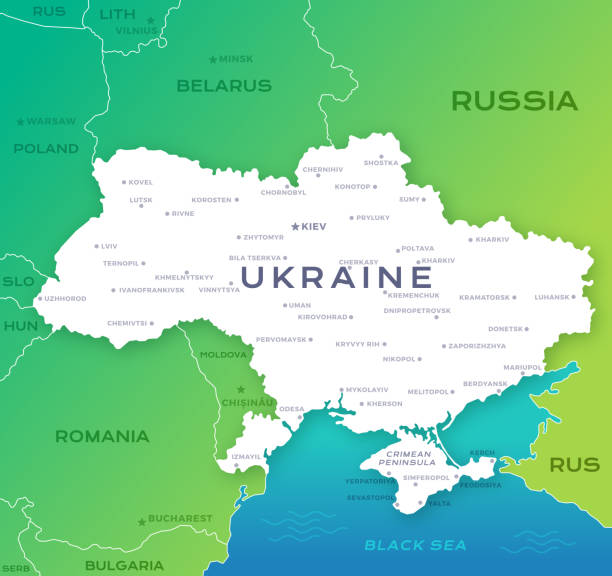 RUS
LITH
VILNIUS
MINSK
BELARUS
RUSSIA
WARSAW
POLAND
SHOSTKA
CHERNIHIV
KOVEL
CHORNOBYL
KONOTOP
LUTSK
KOROSTEN
SUMY
RIVNE
PRYLUKY
KIEV
ZHYTOMYR
KHARKIV
LVIV
POLTAVA
BILA TSERKVA
CHERKASY
KHARKIV
TERNOPIL
KHMELNYTSKYY
UKRAINE
SLO
IVANOFRANKIVSK
VINNYTSYA
UZHHOROD
KREMENCHUK
KRAMATORSK
LUHANSK
UMAN
KIROVOHRAD
DNIPROPETROVSK
HUN
CHEMIVTSI
DONETSK
PERVOMAYSK
KRYVYY RIH
ZAPORIZHZHYA
MOLDOVA
NIKOPOL
MARIUPOL
BERDYANSK
MYKOLAYIV
MELITOPOL
CHIȘINĂU
KHERSON
ODESA
ROMANIA
IZMAYIL
CRIMEAN
PENINSULA
KERCH
RUS
YERPATORIYA
SIMFEROPOL
FEODOSIYA
SEVASTOPOL
YALTA
BUCHAREST
BLACK SEA
SERB
BULGARIA